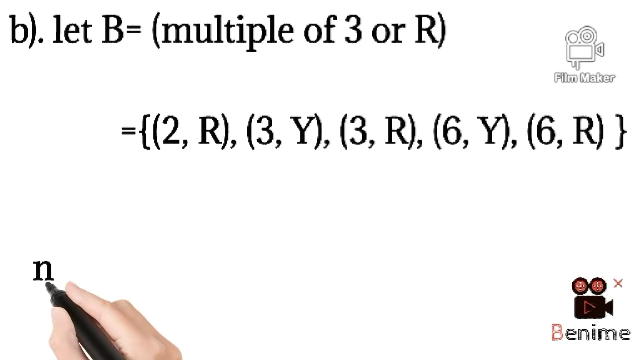 b). let B= (multiple of 3 or R)
Film Maker
={(2, R), (3, Y), (3, R), (6, Y), (6, R) }
n
Benime